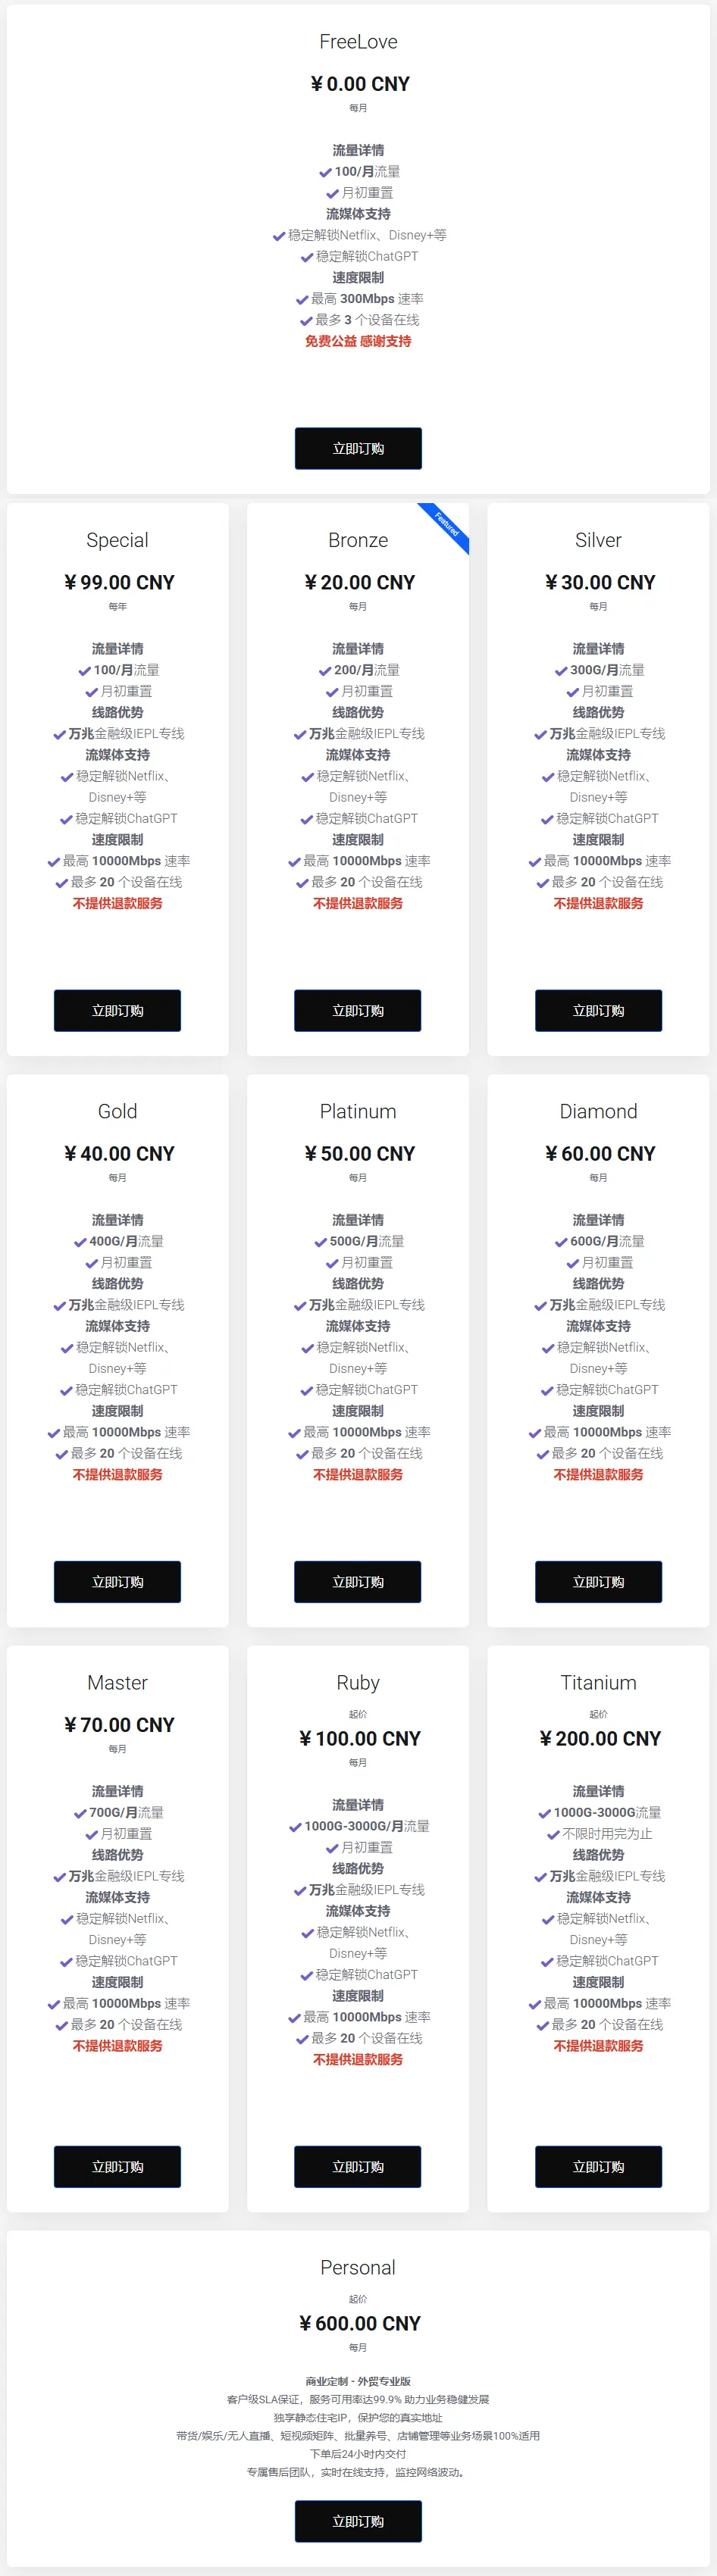 FreeLove
¥ 0.00 CNY
每月
流量详情
100/月流量
月初重置
流媒体支持
稳定解锁Netflix、Disney+等
稳定解锁ChatGPT
速度限制
最高 300Mbps 速率
最多 3 个设备在线
免费公益 感谢支持
立即订购
Special
¥ 99.00 CNY
每年
流量详情
100/月流量
月初重置
线路优势
万兆金融级IEPL专线
流媒体支持
稳定解锁Netflix、
Disney+等
稳定解锁ChatGPT
速度限制
最高 10000Mbps 速率
最多 20 个设备在线
不提供退款服务
立即订购
Featured
Bronze
¥ 20.00 CNY
每月
流量详情
200/月流量
月初重置
线路优势
万兆金融级IEPL专线
流媒体支持
稳定解锁Netflix、
Disney+等
稳定解锁ChatGPT
速度限制
最高 10000Mbps 速率
最多 20 个设备在线
不提供退款服务
立即订购
Silver
¥ 30.00 CNY
每月
流量详情
300G/月流量
月初重置
线路优势
万兆金融级IEPL专线
流媒体支持
稳定解锁Netflix、
Disney+等
稳定解锁ChatGPT
速度限制
最高 10000Mbps 速率
最多 20 个设备在线
不提供退款服务
立即订购
Gold
¥ 40.00 CNY
每月
流量详情
400G/月流量
月初重置
线路优势
万兆金融级IEPL专线
流媒体支持
稳定解锁Netflix、
Disney+等
稳定解锁ChatGPT
速度限制
最高 10000Mbps 速率
最多 20 个设备在线
不提供退款服务
立即订购
Platinum
¥ 50.00 CNY
每月
流量详情
500G/月流量
月初重置
线路优势
万兆金融级IEPL专线
流媒体支持
稳定解锁Netflix、
Disney+等
稳定解锁ChatGPT
速度限制
最高 10000Mbps 速率
最多 20 个设备在线
不提供退款服务
立即订购
Diamond
¥ 60.00 CNY
每月
流量详情
600G/月流量
月初重置
线路优势
万兆金融级IEPL专线
流媒体支持
稳定解锁Netflix、
Disney+等
稳定解锁ChatGPT
速度限制
最高 10000Mbps 速率
最多 20 个设备在线
不提供退款服务
立即订购
Master
¥ 70.00 CNY
每月
流量详情
700G/月流量
月初重置
线路优势
万兆金融级IEPL专线
流媒体支持
稳定解锁Netflix、
Disney+等
稳定解锁ChatGPT
速度限制
最高 10000Mbps 速率
最多 20 个设备在线
不提供退款服务
立即订购
Ruby
起价
¥ 100.00 CNY
每月
流量详情
1000G-3000G/月流量
月初重置
线路优势
万兆金融级IEPL专线
流媒体支持
稳定解锁Netflix、
Disney+等
稳定解锁ChatGPT
速度限制
最高 10000Mbps 速率
最多 20 个设备在线
不提供退款服务
立即订购
Titanium
起价
¥ 200.00 CNY
流量详情
1000G-3000G流量
不限时用完为止
线路优势
万兆金融级IEPL专线
流媒体支持
稳定解锁Netflix、
Disney+等
稳定解锁ChatGPT
速度限制
最高 10000Mbps 速率
最多 20 个设备在线
不提供退款服务
立即订购
Personal
起价
¥ 600.00 CNY
每月
商业定制 - 外贸专业版
客户级SLA保证，服务可用率达99.9% 助力业务稳健发展
独享静态住宅IP，保护您的真实地址
带货/娱乐/无人直播、短视频矩阵、批量养号、店铺管理等业务场景100%适用
下单后24小时内交付
专属售后团队，实时在线支持，监控网络波动。
立即订购